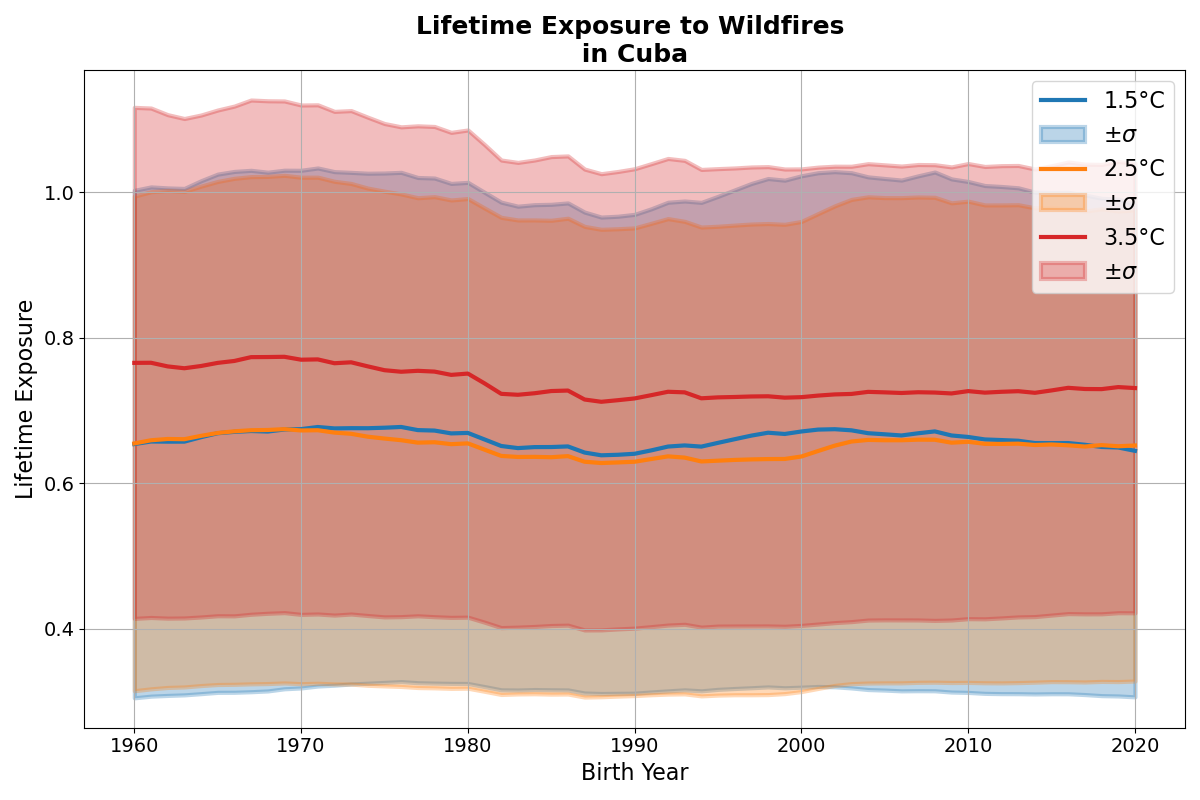 Lifetime Exposure to Wildfires
in Cuba
1.5°C
±σ
2.5°C
±σ
3.5°C
±σ
Lifetime Exposure
1.0
0.8
0.6
0.4
1960 1970 1980 1990 2000 2010 2020
Birth Year